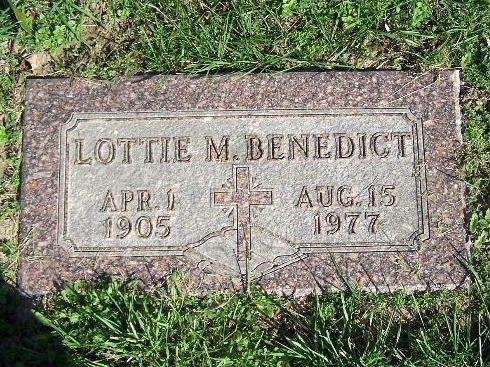 LOTTIE M. BENEDICT
APR. 1 AUG. 15
1905 1977